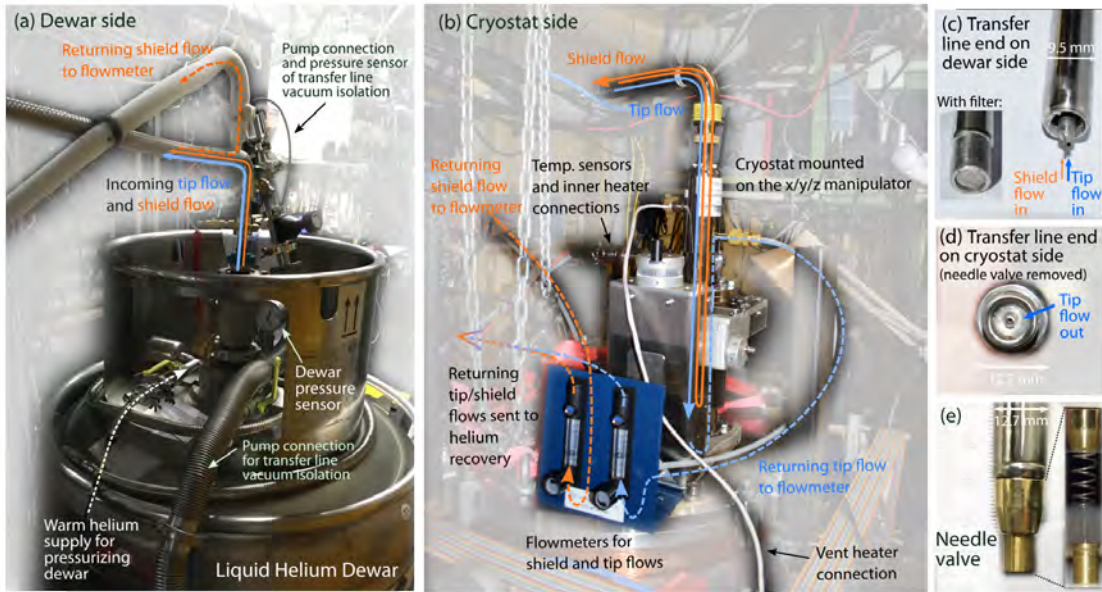 (a) Dewar side
Returning shield flow
to flowmeter
Pump connection
and pressure sensor
of transfer line
vacuum isolation
Incoming tip flow
and shield flow
Dewar
pressure
sensor
Pump connection
for transfer line
vacuum isolation
Warm helium
supply for
pressurizing
dewar
Liquid Helium Dewar
(b) Cryostat side
Shield flow
Tip flow
Returning
shield flow
to flowmeter
Temp. sensors
and inner heater
connections
Cryostat mounted
on the x/y/z manipulator
Returning
tip/shield
flows sent to
helium
recovery
Returning tip flow
to flowmeter
Flowmeters for
shield and tip flows
Vent heater
connection
(c) Transfer
line end on
dewar side
9.5 mm
With filter:
Shield
flow
in
Tip
flow in
(d) Transfer line end
on cryostat side
(needle valve removed)
Tip
flow out
12.7 mm
(e)
12.7 mm
Needle
valve